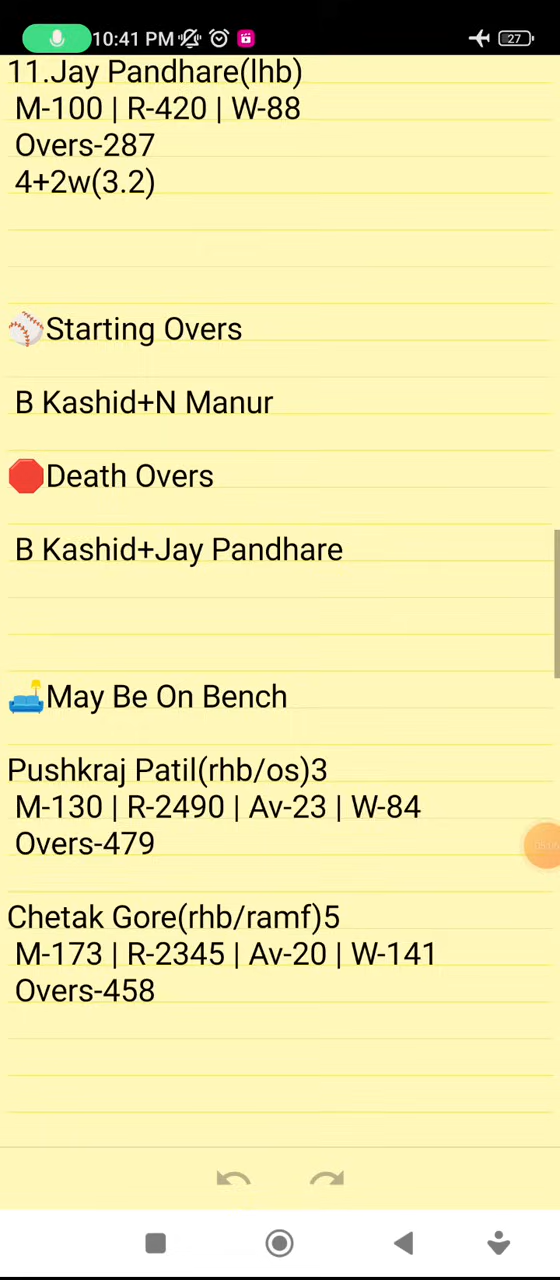 10:41 PM
27
11.Jay Pandhare(lhb)
M-100 | R-420 | W-88
Overs-287
4+2w(3.2)
Starting Overs
B Kashid+N Manur
Death Overs
B Kashid+Jay Pandhare
May Be On Bench
Pushkraj Patil(rhb/os)3
M-130 | R-2490 | Av-23 | W-84
Overs-479
Chetak Gore(rhb/ramf)5
M-173 | R-2345 | Av-20 | W-141
Overs-458